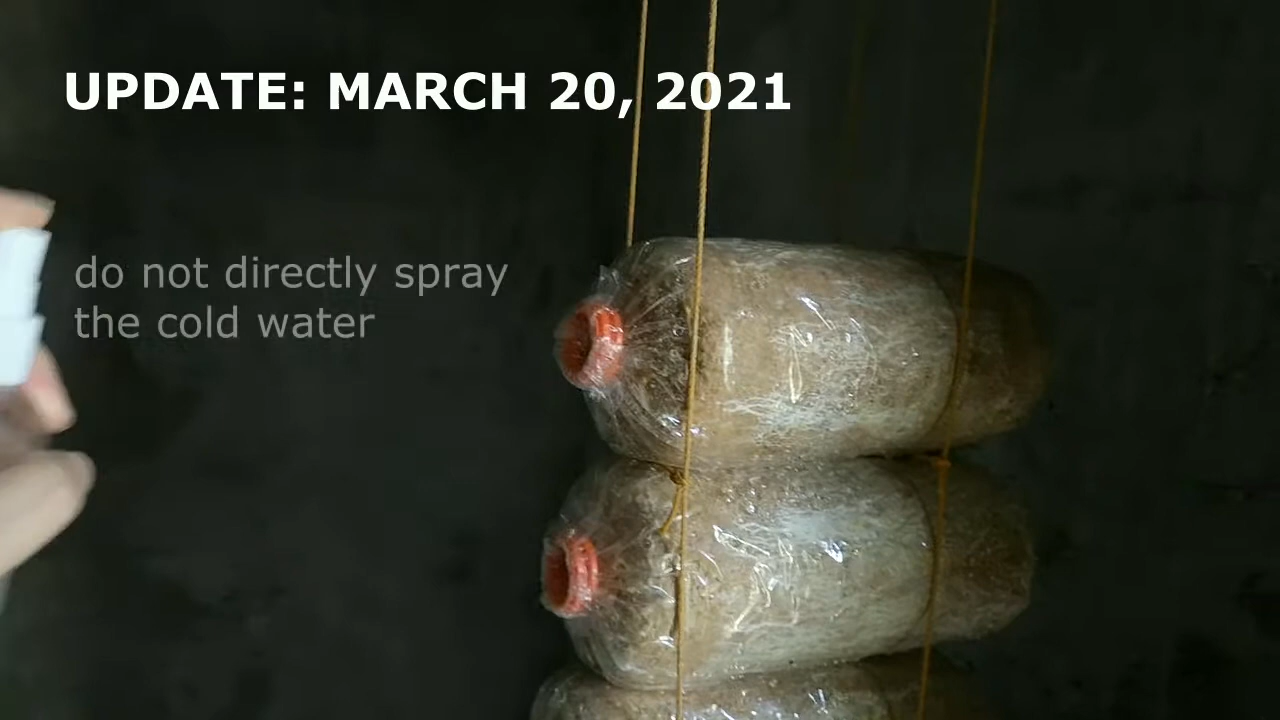 UPDATE: MARCH 20, 2021
do not directly spray
the cold water